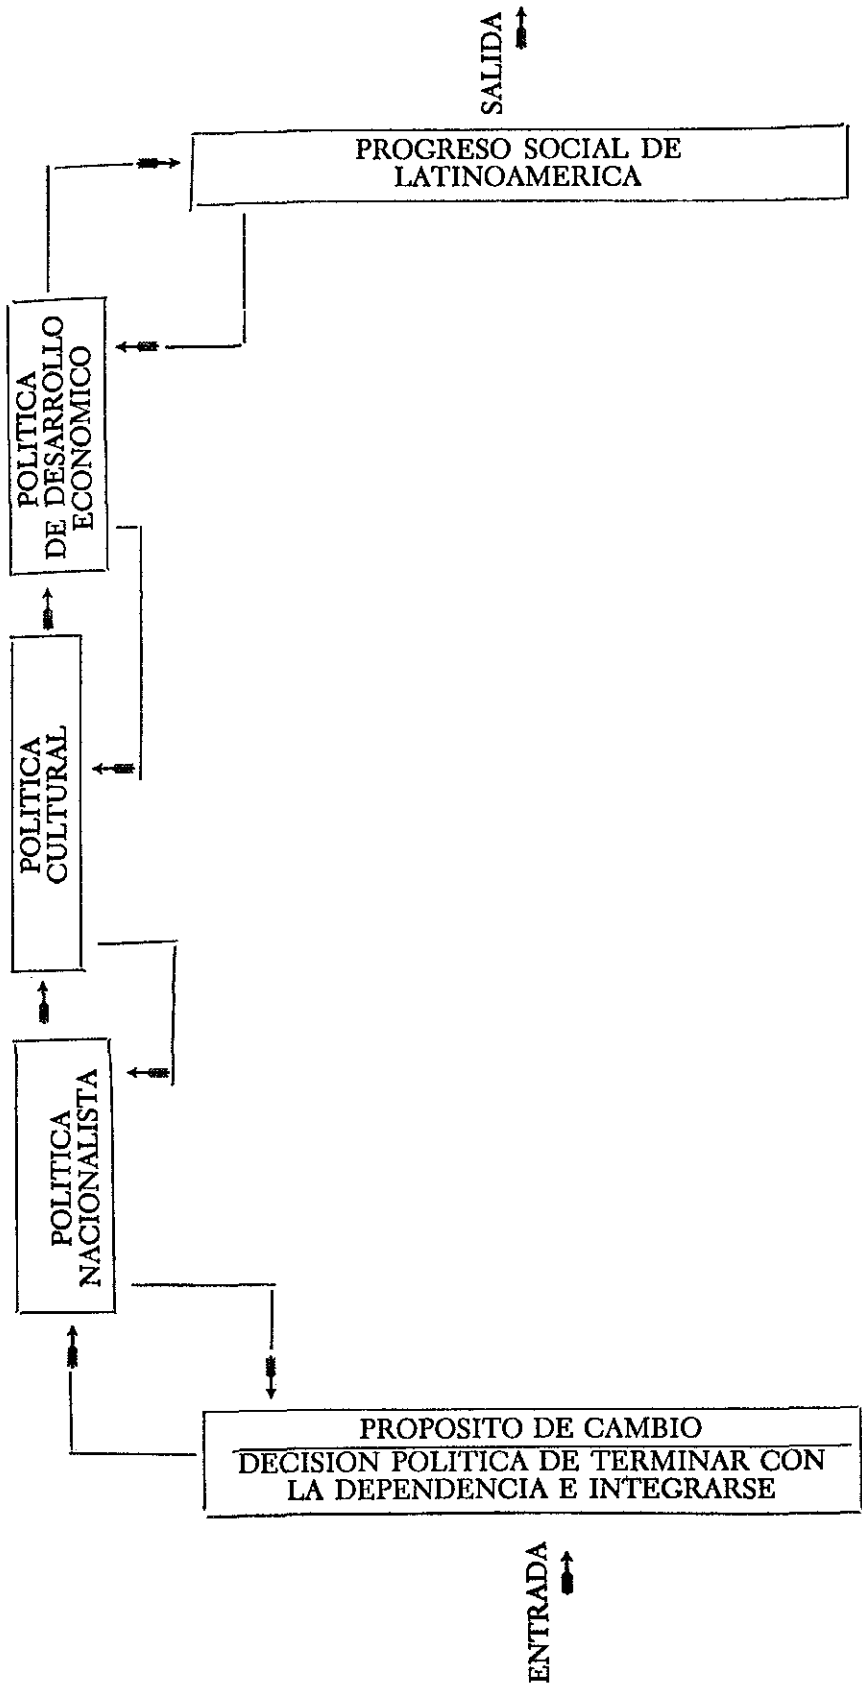 ENTRADA
PROPOSITO DE CAMBIO
DECISION POLITICA DE TERMINAR CON
LA DEPENDENCIA E INTEGRARSE
POLITICA
NACIONALISTA
POLITICA
CULTURAL
POLITICA
DE DESARROLLO
ECONOMICO
PROGRESO SOCIAL DE
LATINOAMERICA
SALIDA